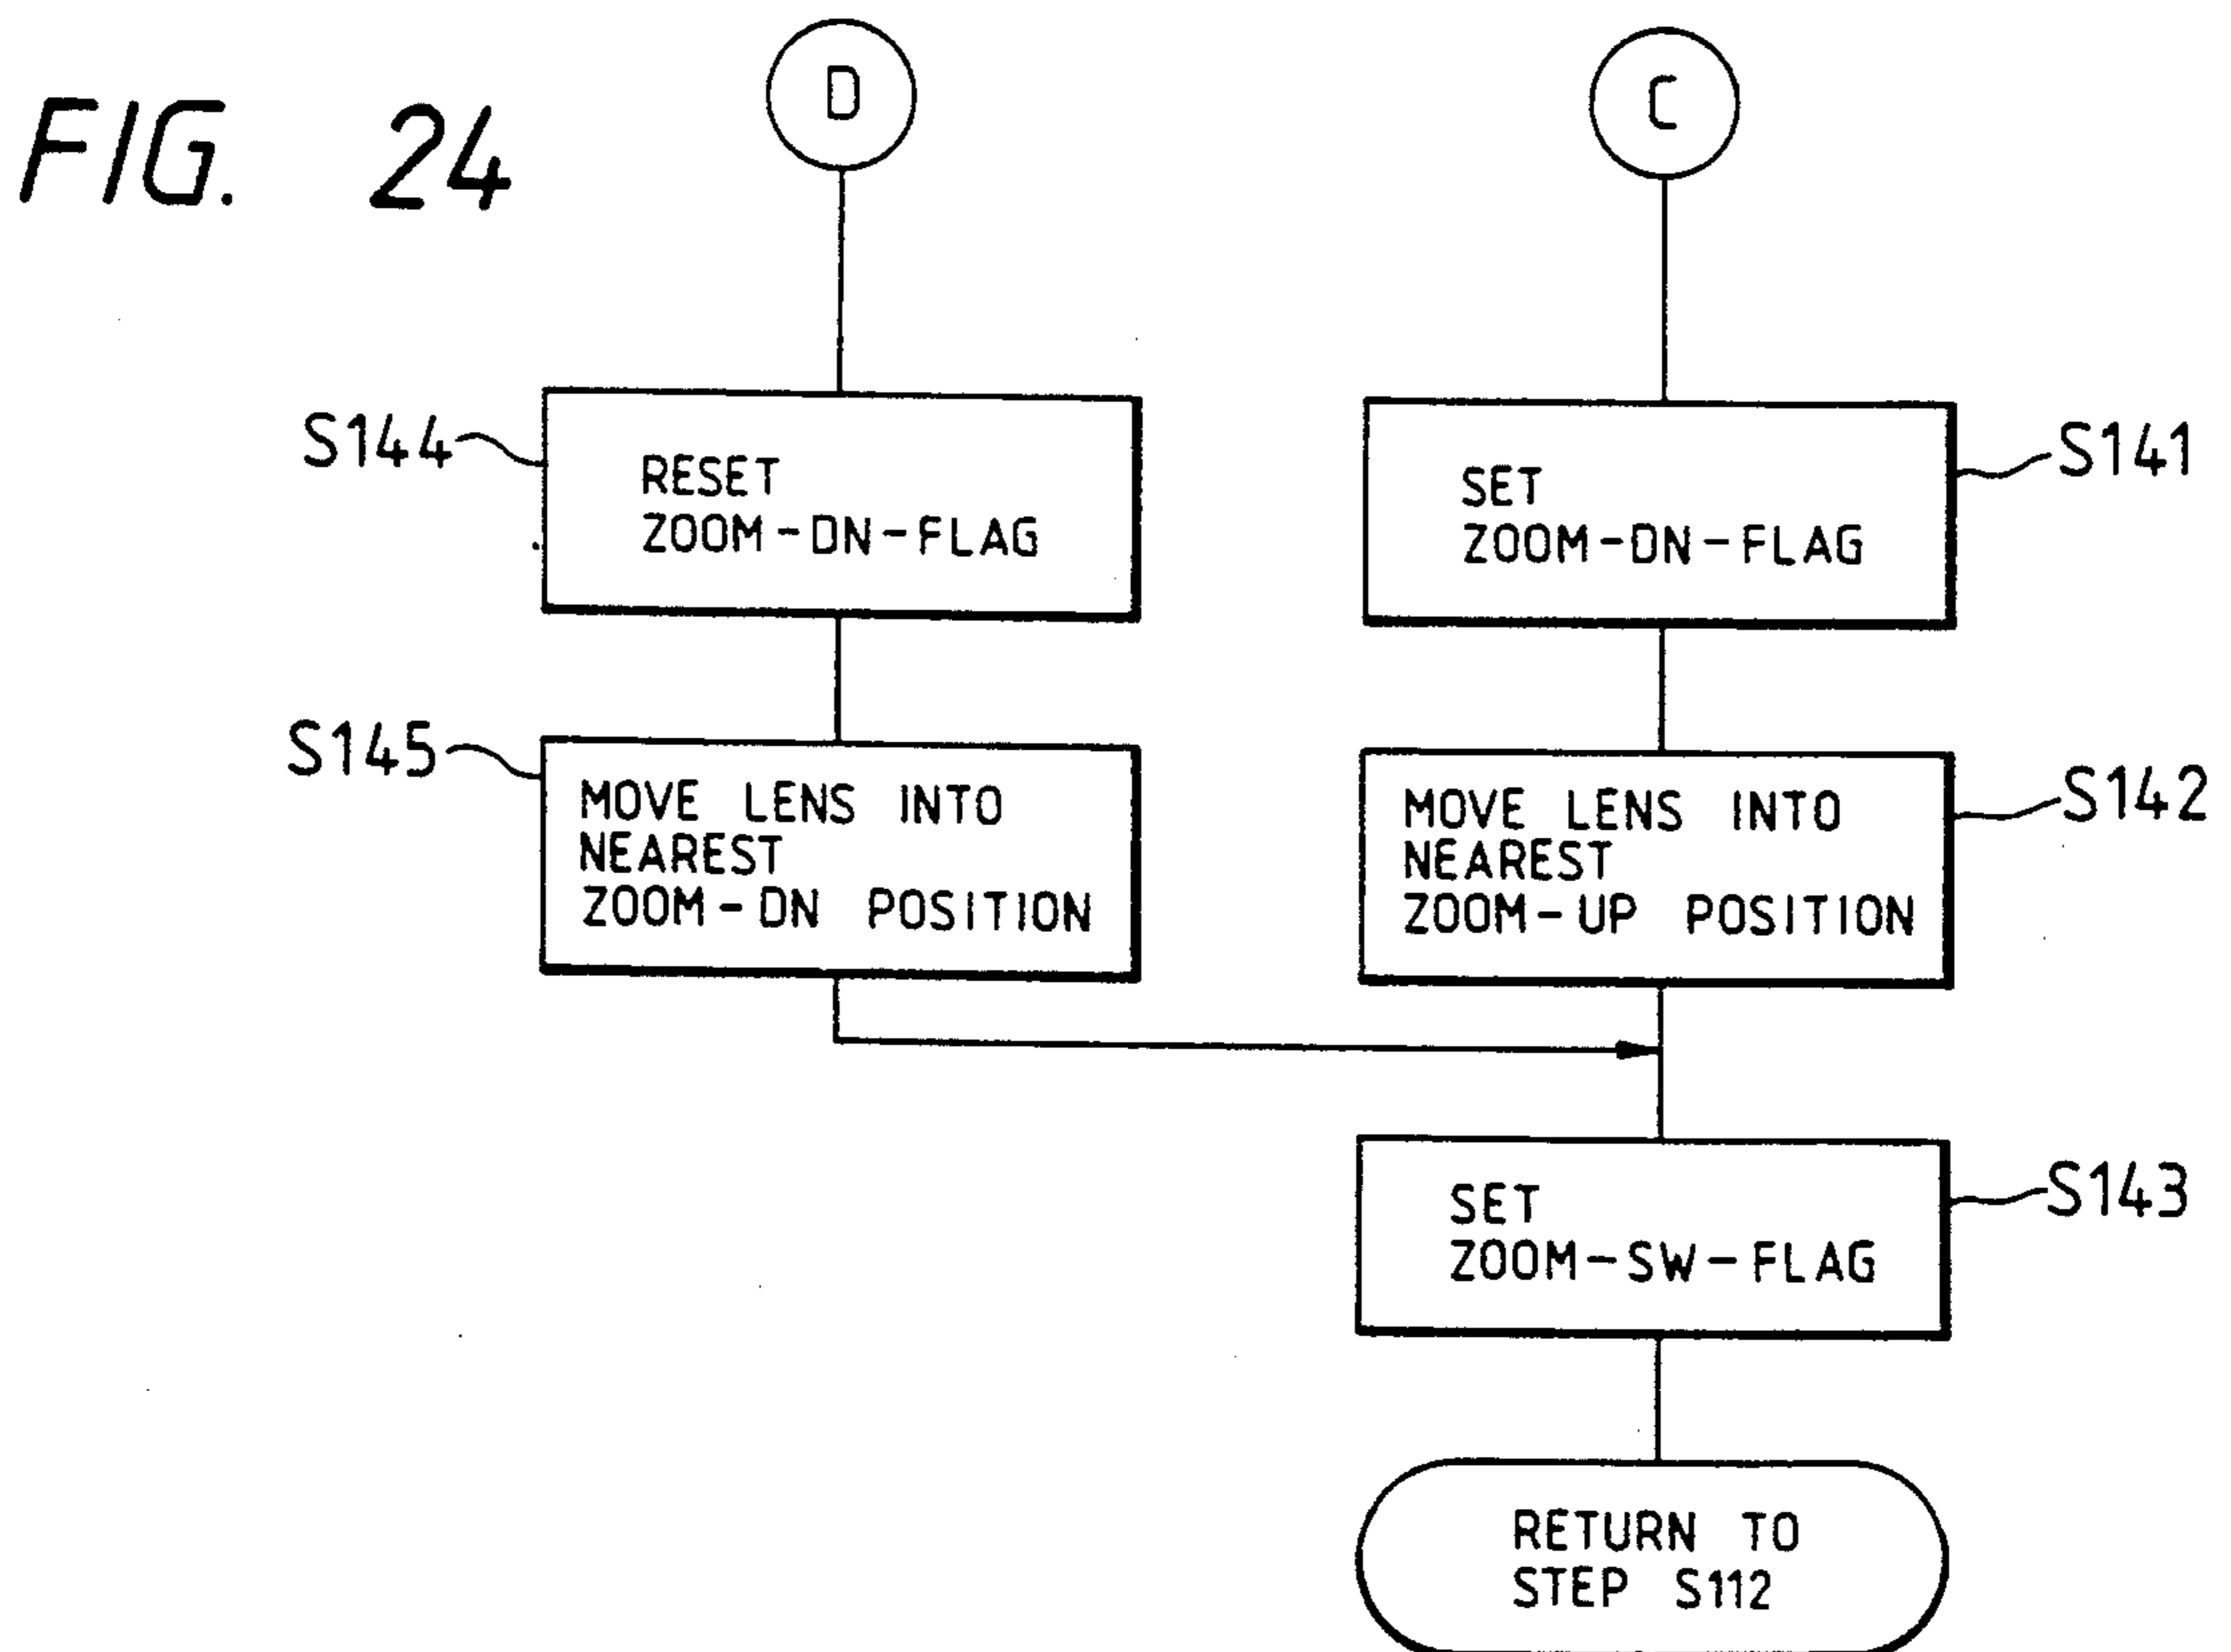 FIG. 24
D
C
S144
RESET
ZOOM-DN-FLAG
SET
ZOOM-DN-FLAG
S141
S145
MOVE LENS INTO
NEAREST
ZOOM-DN POSITION
MOVE LENS INTO
NEAREST
ZOOM-UP POSITION
S142
SET
ZOOM-SW-FLAG
S143
RETURN TO
STEP S112